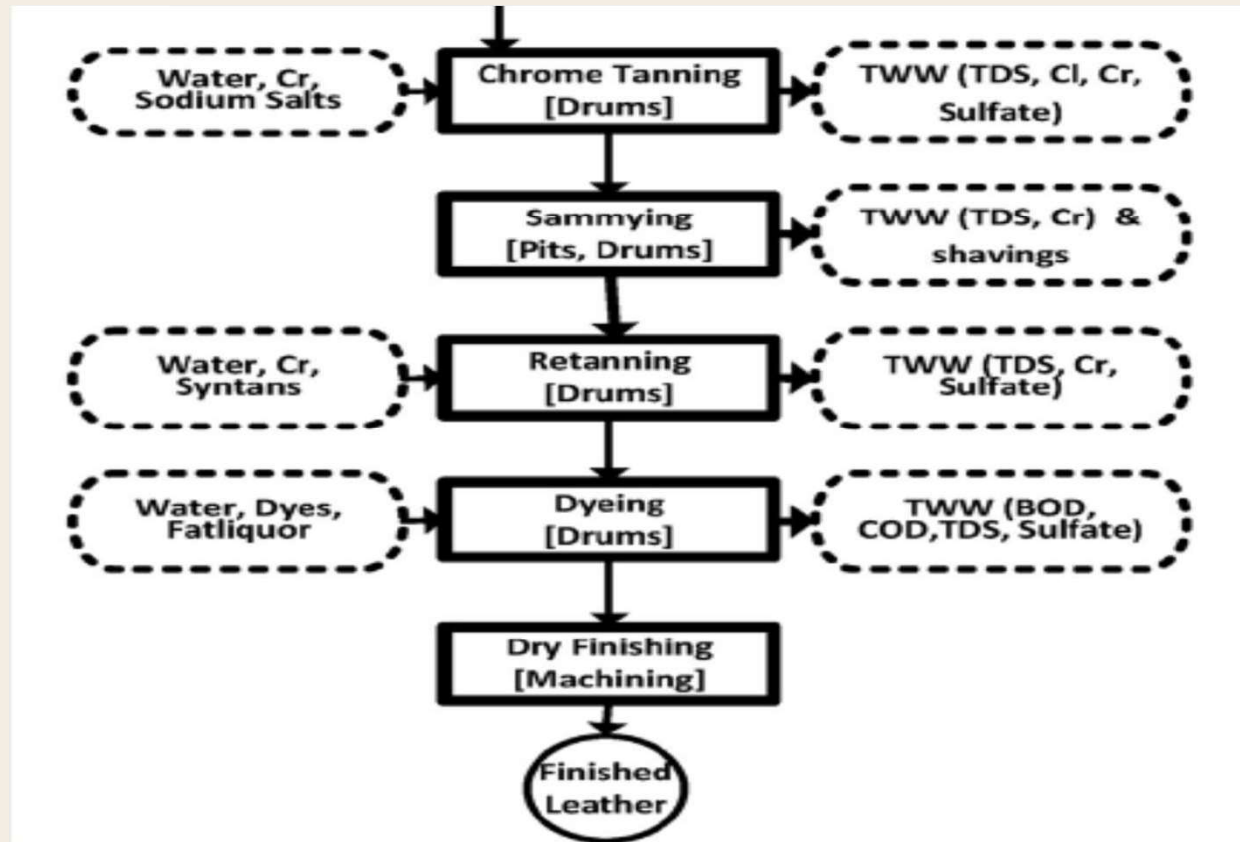 Water, Cr,
Sodium Salts
Chrome Tanning
[Drums]
TWW (TDS, Cl, Cr,
Sulfate)
Sammying
[Pits, Drums]
TWW (TDS, Cr) &
shavings
Water, Cr,
Syntans
Retanning
[Drums]
TWW (TDS, Cr,
Sulfate)
Water, Dyes,
Fatliquor
Dyeing
[Drums]
TWW (BOD,
COD,TDS, Sulfate)
Dry Finishing
[Machining]
Finished
Leather